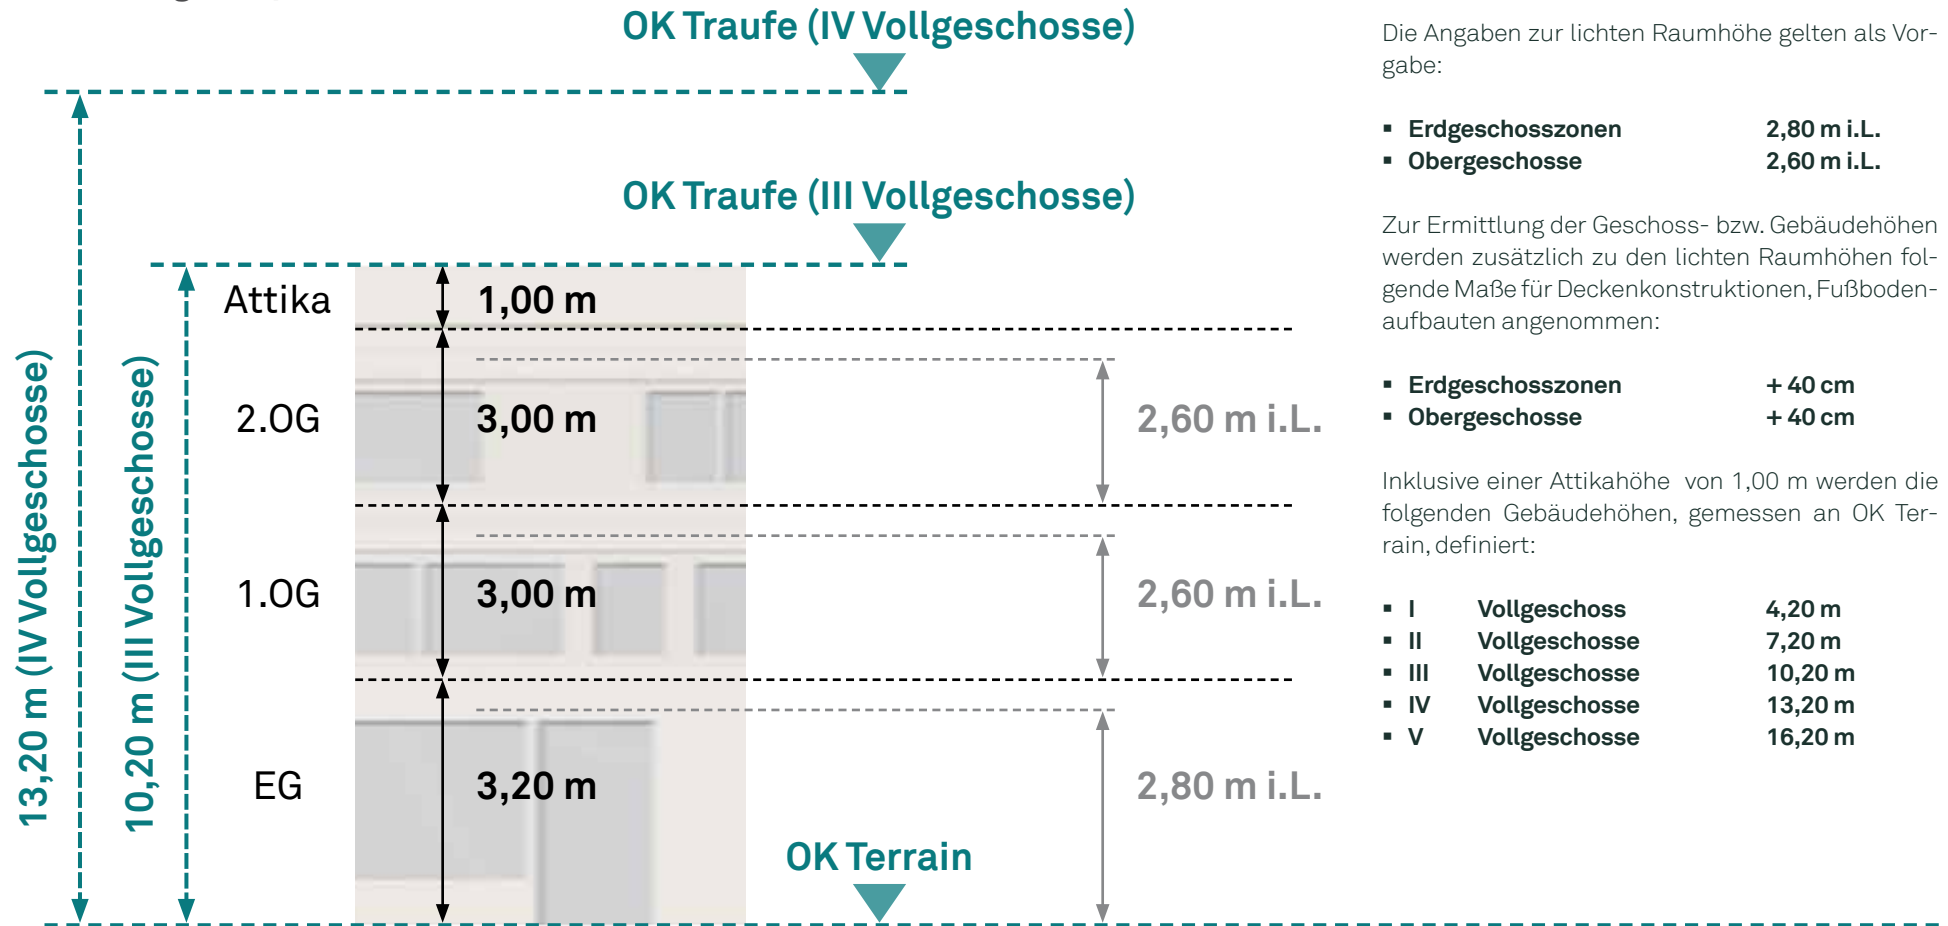 OK Traufe (IV Vollgeschosse)
OK Traufe (III Vollgeschosse)
13,20 m (IV Vollgeschosse)
10,20 m (III Vollgeschosse)
Attika 1,00 m
2.OG 3,00 m 2,60 m i.L.
1.OG 3,00 m 2,60 m i.L.
EG 3,20 m 2,80 m i.L.
OK Terrain
Die Angaben zur lichten Raumhöhe gelten als Vor-
gabe:
▪ Erdgeschosszonen 2,80 m i.L.
▪ Obergeschosse 2,60 m i.L.
Zur Ermittlung der Geschoss- bzw. Gebäudehöhen
werden zusätzlich zu den lichten Raumhöhen fol-
gende Maße für Deckenkonstruktionen, Fußboden-
aufbauten angenommen:
▪ Erdgeschosszonen + 40 cm
▪ Obergeschosse + 40 cm
Inklusive einer Attikahöhe von 1,00 m werden die
folgenden Gebäudehöhen, gemessen an OK Ter-
rain, definiert:
▪ I Vollgeschoss 4,20 m
▪ II Vollgeschosse 7,20 m
▪ III Vollgeschosse 10,20 m
▪ IV Vollgeschosse 13,20 m
▪ V Vollgeschosse 16,20 m